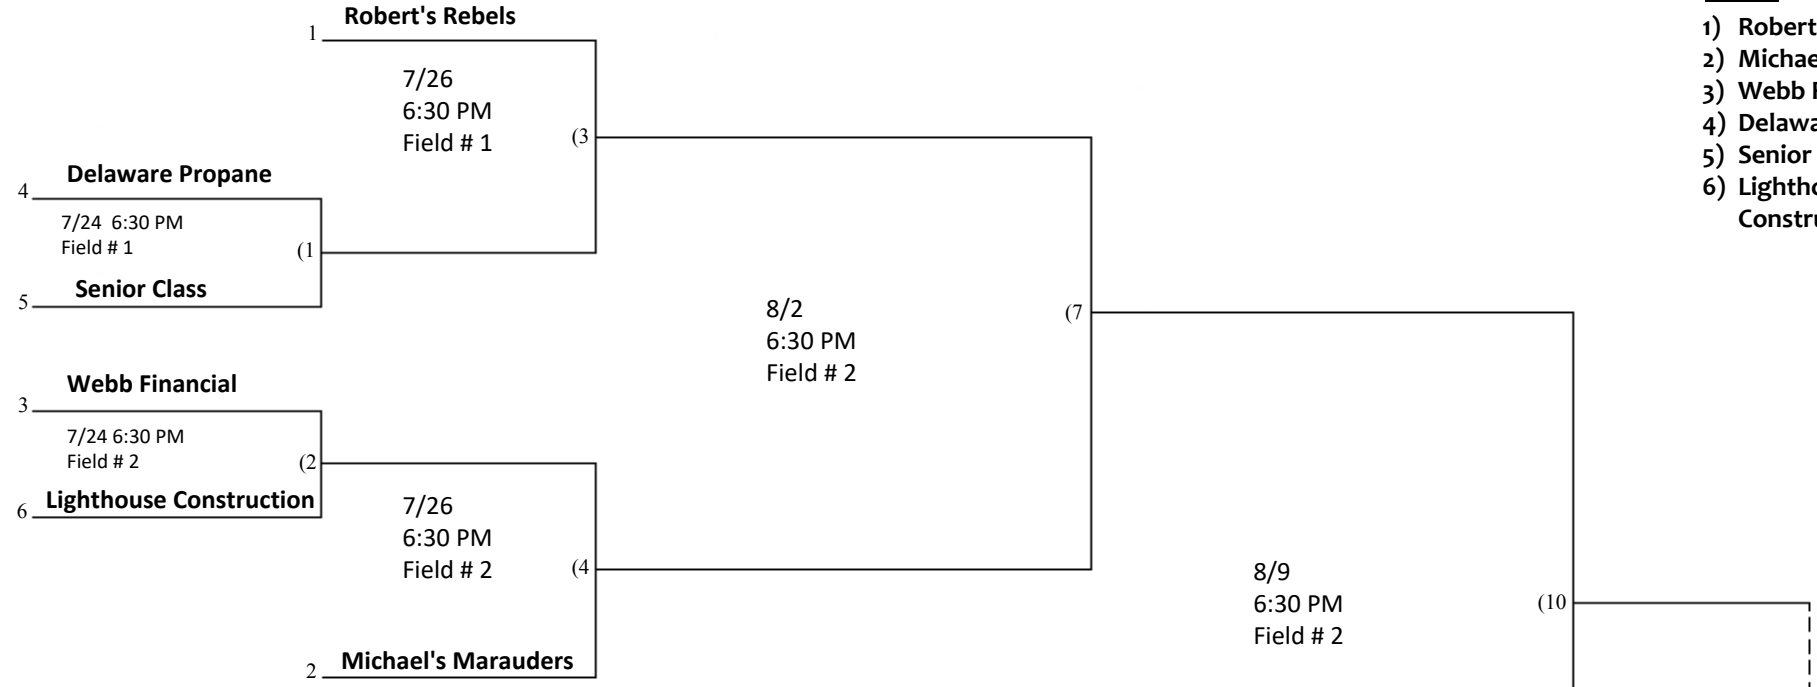 Robert's Rebels
1
7/26
6:30 PM
Field # 1
(3
Delaware Propane
4
7/24 6:30 PM
Field # 1
(1
Senior Class
5
8/2
6:30 PM
Field # 2
(7
Webb Financial
3
7/24 6:30 PM
Field # 2
(2
Lighthouse Construction
6
7/26
6:30 PM
Field # 2
(4
Michael's Marauders
2
8/9
6:30 PM
Field # 2
(10
1) Robert
2) Michae
3) Webb
4) Delawa
5) Senior
6) Lightho
Constru